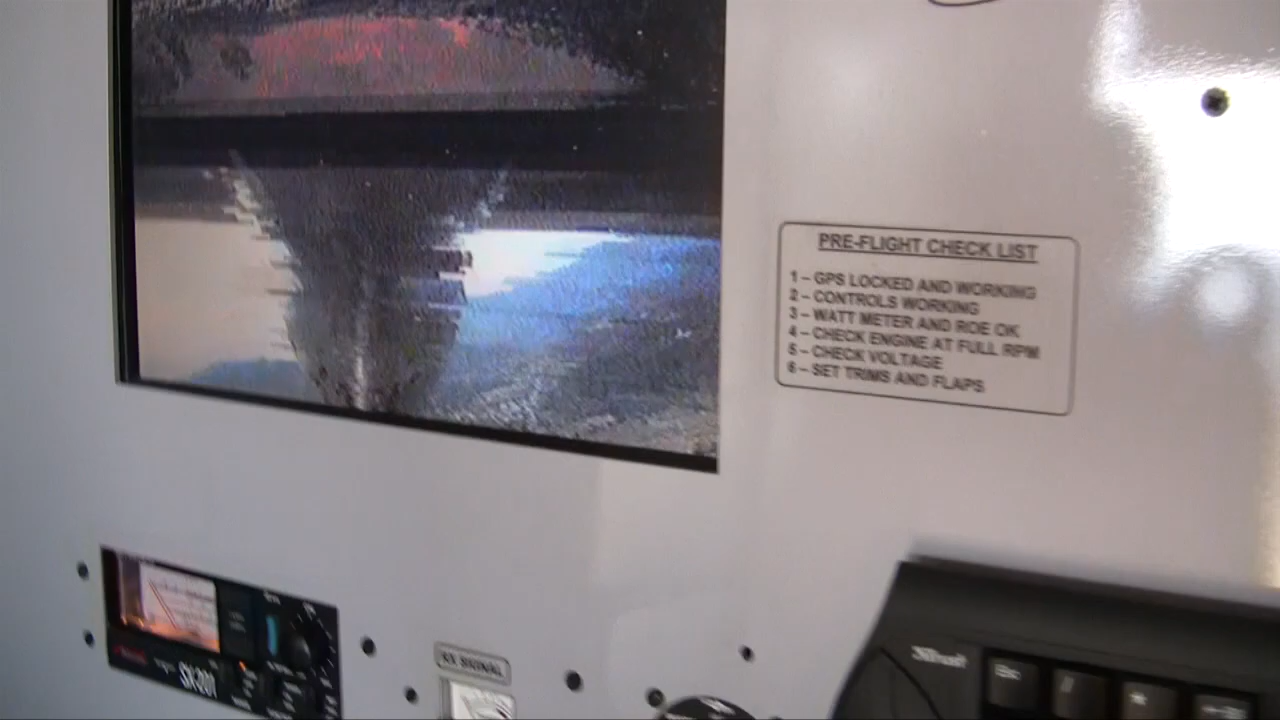 PRE-FLIGHT CHECK LIST
1 – GPS LOCKED AND WORKING
2 – CONTROLS WORKING
3 – WATT METER AND ROE OK
4 – CHECK ENGINE AT FULL RPM
5 – CHECK VOLTAGE
6 – SET TRIMS AND FLAPS
SIGNAL
SX-201
Trust
Esc
/
*